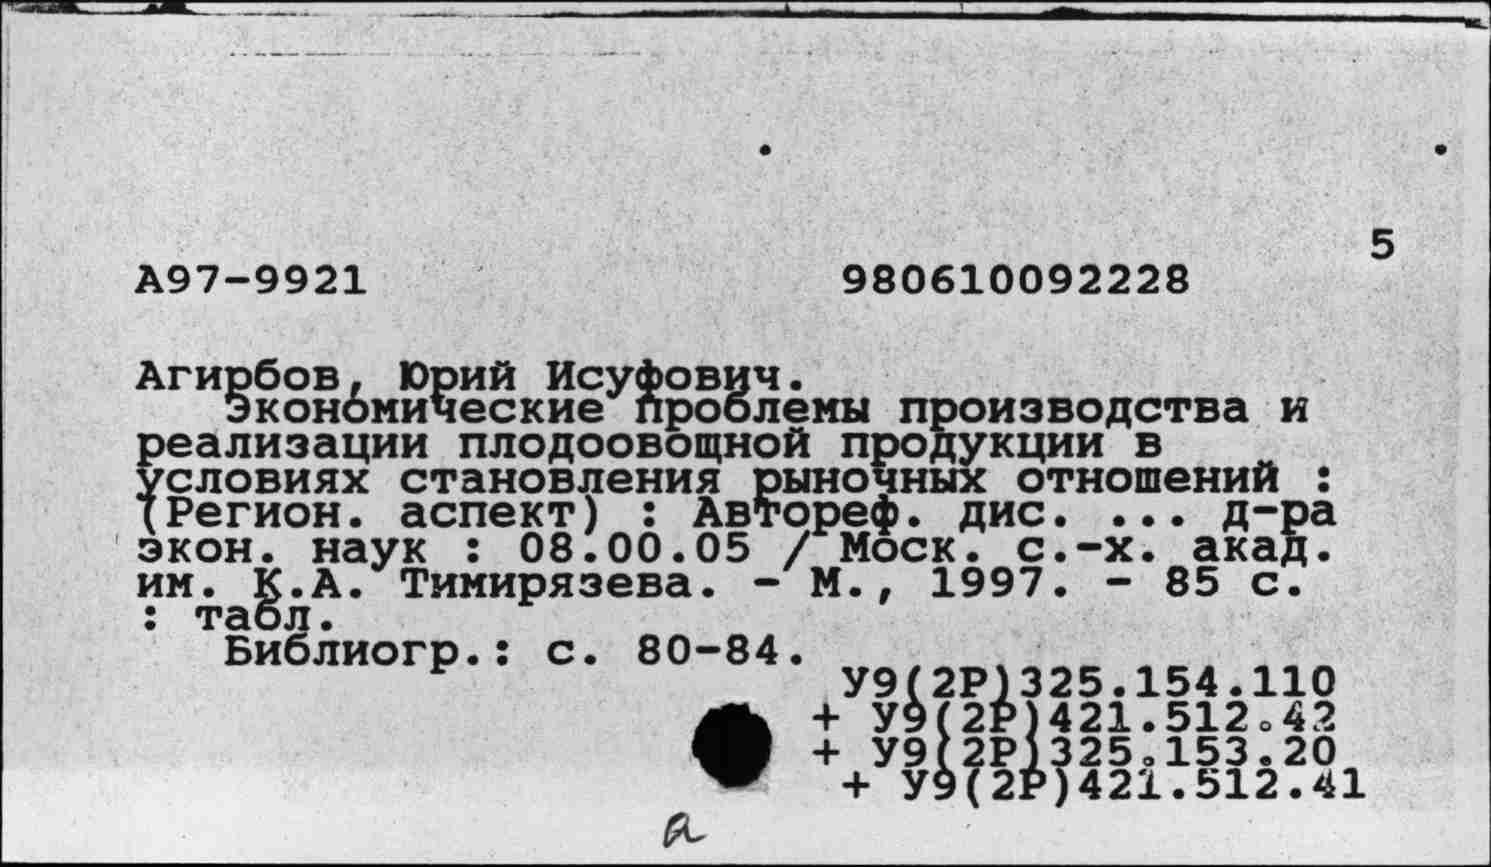 5
А97-9921 980610092228
Агирбов, Юрий Исуфович.
Экономические проблемы производства и
реализации плодоовощной продукции в
условиях становления рыночных отношений :
(Регион. аспект) : Автореф. дис. ... д-ра
экон. наук : 08.00.05 / Моск. с.-х. акад.
им. К.А. Тимирязева. - М., 1997. - 85 с.
: табл.
Библиогр.: с. 80-84.
У9(2Р)325.154.110
+ У9(2Р)421.512.42
+ У9(2Р)325.153.20
+ У9(2Р)421.512.41
а